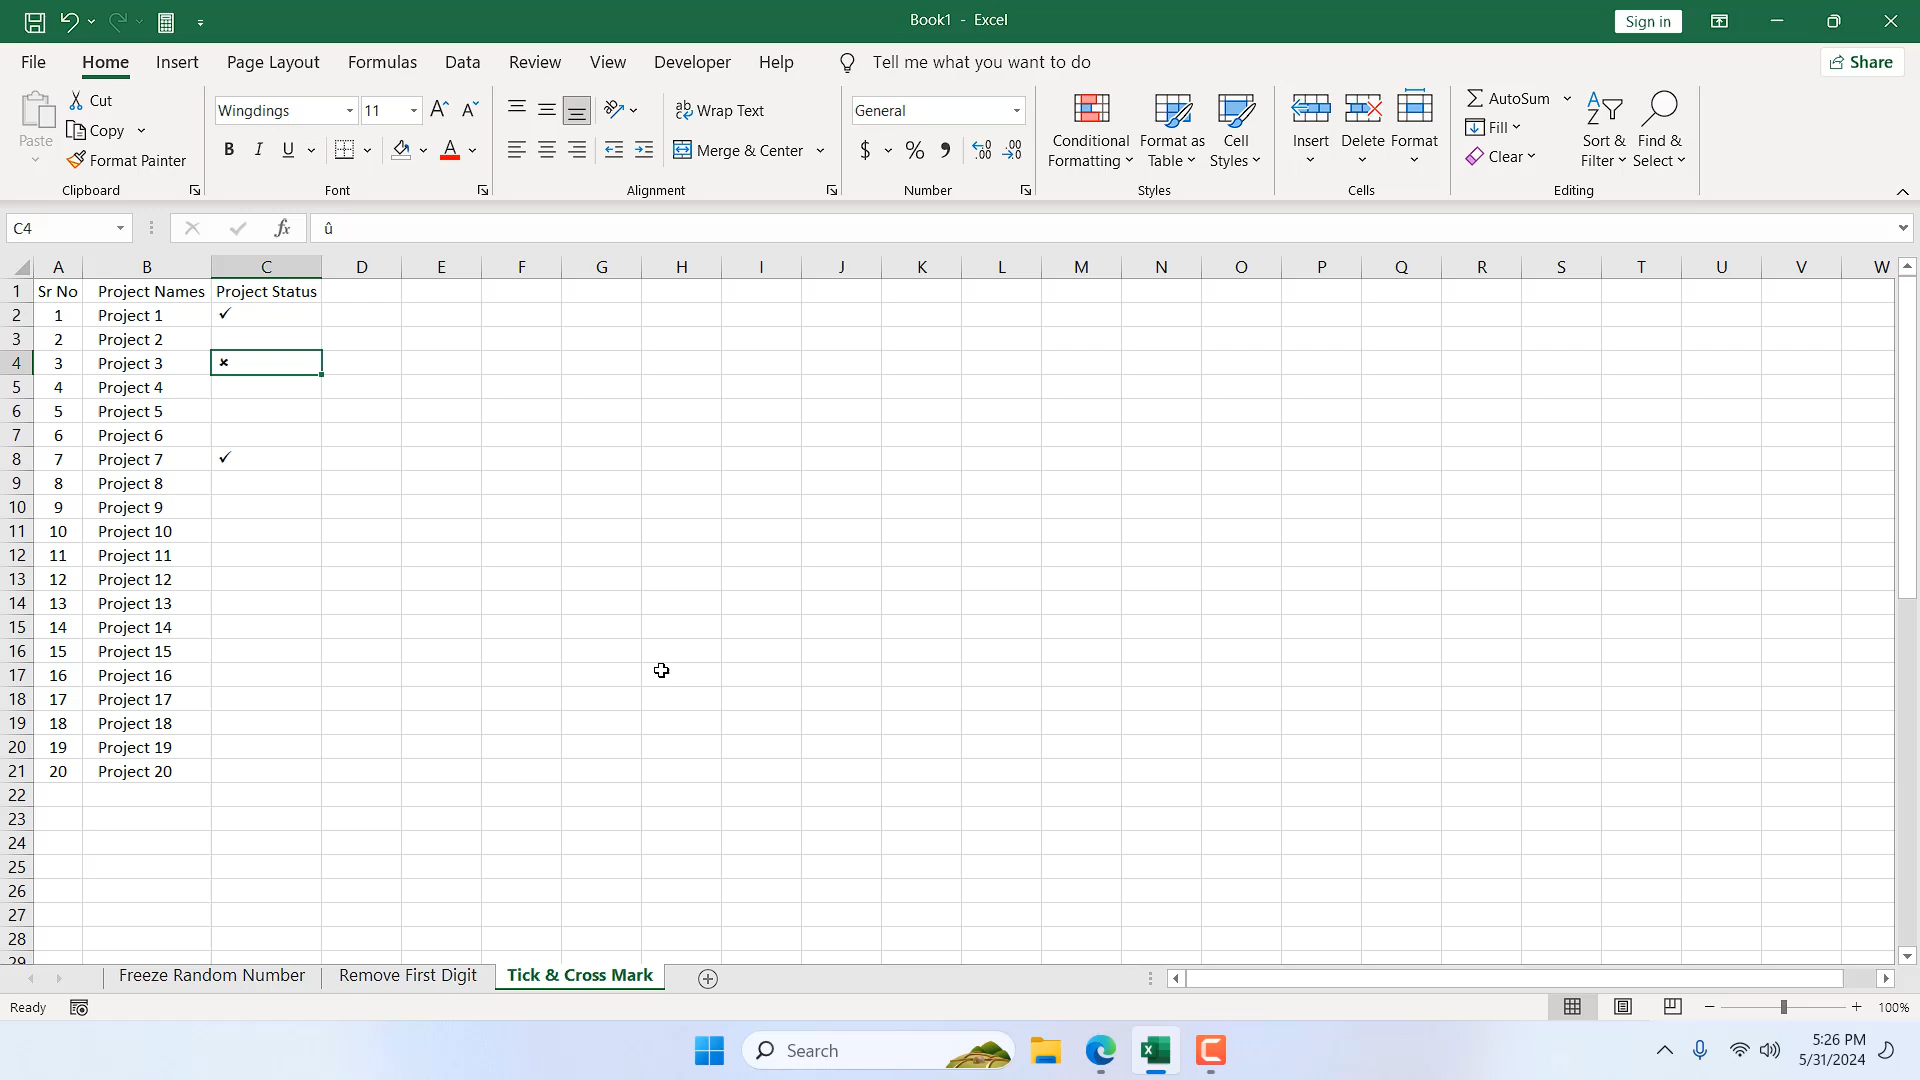 Book1 - Excel
Sign in
File Home Insert Page Layout Formulas Data Review View Developer Help Tell me what you want to do Share
Paste
Cut
Copy
Format Painter
Clipboard
Wingdings 11
B I U A
Font
Wrap Text
Merge & Center
Alignment
General
$ % ,
Number
Conditional Formatting
Format as Table
Cell Styles
Styles
Insert Delete Format
Cells
AutoSum
Fill
Clear
Sort & Filter
Find & Select
Editing
C4 fx û
A B C D E F G H I J K L M N O P Q R S T U V W
1 Sr No Project Names Project Status
2 1 Project 1 ✓
3 2 Project 2
4 3 Project 3 ×
5 4 Project 4
6 5 Project 5
7 6 Project 6
8 7 Project 7 ✓
9 8 Project 8
10 9 Project 9
11 10 Project 10
12 11 Project 11
13 12 Project 12
14 13 Project 13
15 14 Project 14
16 15 Project 15
17 16 Project 16
18 17 Project 17
19 18 Project 18
20 19 Project 19
21 20 Project 20
22
23
24
25
26
27
28
29
Freeze Random Number Remove First Digit Tick & Cross Mark
Ready 100%
Search
5:26 PM
5/31/2024